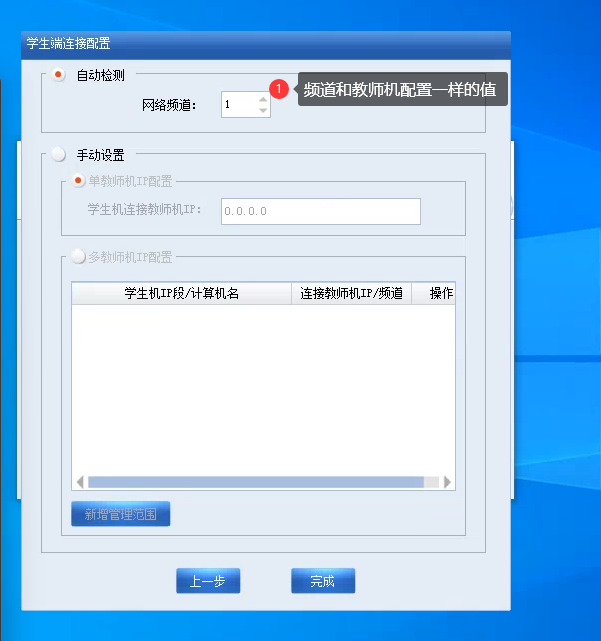 学生端连接配置
自动检测
网络频道: 1
1 频道和教师机配置一样的值
手动设置
单教师机IP配置
学生机连接教师机IP: 0.0.0.0
多教师机IP配置
学生机IP段/计算机名 连接教师机IP/频道 操作
新增管理范围
上一步 完成